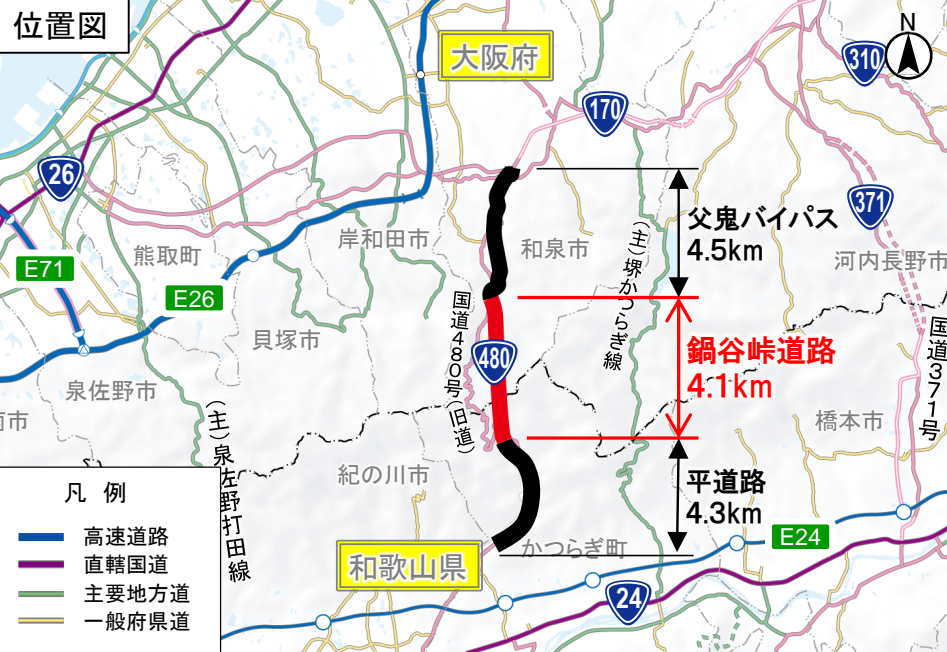 位置図
N
大阪府
310
170
26
371
父鬼バイパス
4.5km
岸和田市
和泉市
(主)堺かつらぎ線
熊取町
河内長野市
E71
E26
国道480号(旧道)
480
貝塚市
鍋谷峠道路
4.1km
国道371号
泉佐野市
(主)泉佐野打田線
橋本市
南市
紀の川市
平道路
4.3km
凡 例
高速道路
直轄国道
主要地方道
一般府県道
かつらぎ町
E24
和歌山県
24